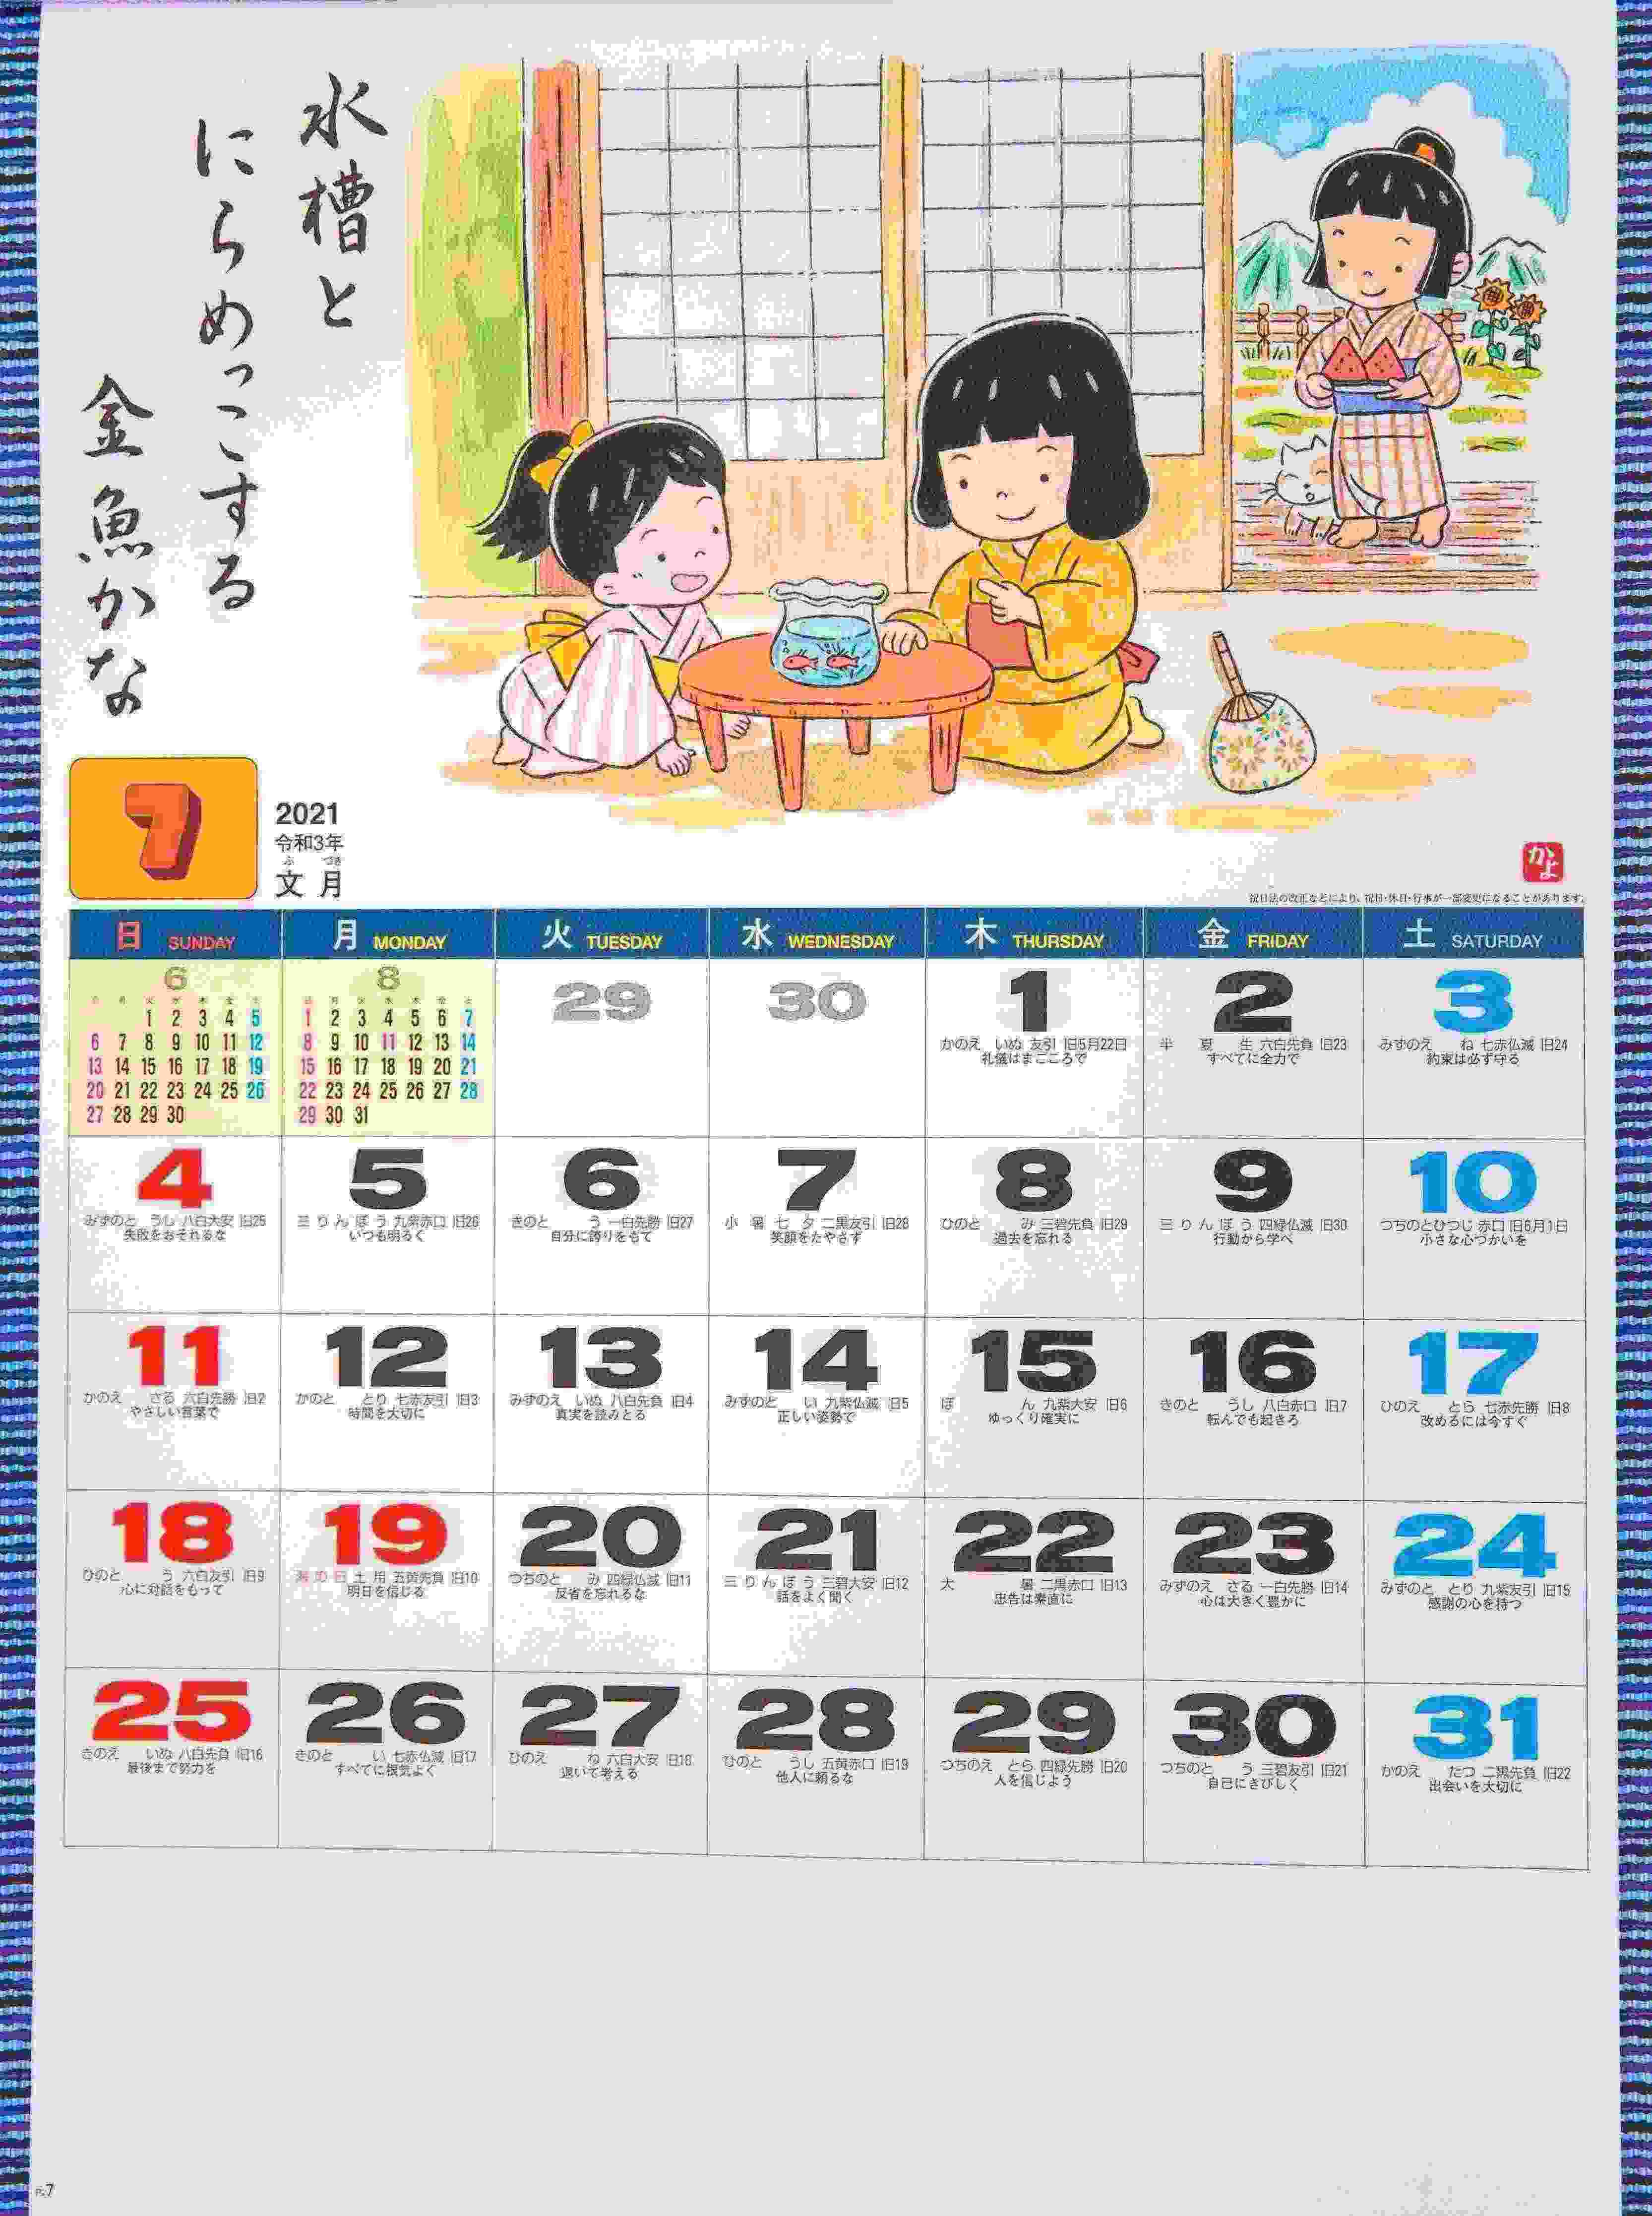 水槽と
にらめっこする
金魚かな
7
2021
令和3年
ふ づき
文 月
かよ
祝日法の改正などにより、祝日・休日・行事が一部変更になることがあります。
日 SUNDAY 月 MONDAY 火 TUESDAY 水 WEDNESDAY 木 THURSDAY 金 FRIDAY 土 SATURDAY
6
日 月 火 水 木 金 土
1 2 3 4 5
6 7 8 9 10 11 12
13 14 15 16 17 18 19
20 21 22 23 24 25 26
27 28 29 30
8
日 月 火 水 木 金 土
1 2 3 4 5 6 7
8 9 10 11 12 13 14
15 16 17 18 19 20 21
22 23 24 25 26 27 28
29 30 31
29
30
1
かのえ いぬ 友引 旧5月22日
礼儀はまごころで
2
半 夏 生 六白先負 旧23
すべてに全力で
3
みずのえ ね 七赤仏滅 旧24
約束は必ず守る
4
みずのと うし 八白大安 旧25
失敗をおそれるな
5
三りんぼう 九紫赤口 旧26
いつも明るく
6
きのと う 一白先勝 旧27
自分に誇りをもて
7
小暑 七夕 二黒友引 旧28
笑顔をたやさず
8
ひのと み 三碧先負 旧29
過去を忘れる
9
三りんぼう 四緑仏滅 旧30
行動から学べ
10
つちのとひつじ 赤口 旧6月1日
小さな心づかいを
11
かのえ さる 六白先勝 旧2
やさしい言葉で
12
かのと とり 七赤友引 旧3
時間を大切に
13
みずのえ いぬ 八白先負 旧4
真実を読みとる
14
みずのと い 九紫仏滅 旧5
正しい姿勢で
15
ぼ ん 九紫大安 旧6
ゆっくり確実に
16
きのと うし 八白赤口 旧7
転んでも起きろ
17
ひのえ とら 七赤先勝 旧8
改めるには今すぐ
18
ひのと う 六白友引 旧9
心に対話をもって
19
海の日 土用 五黄先負 旧10
明日を信じる
20
つちのと み 四緑仏滅 旧11
反省を忘れるな
21
三りんぼう 三碧大安 旧12
話をよく聞く
22
大 暑 二黒赤口 旧13
忠告は素直に
23
みずのえ さる 一白先勝 旧14
心は大きく豊かに
24
みずのと とり 九紫友引 旧15
感謝の心を持つ
25
きのえ いぬ 八白先負 旧16
最後まで努力を
26
きのと い 七赤仏滅 旧17
すべてに根気よく
27
ひのえ ね 六白大安 旧18
退いて考える
28
ひのと うし 五黄赤口 旧19
他人に頼るな
29
つちのえ とら 四緑先勝 旧20
人を信じよう
30
つちのと う 三碧友引 旧21
自己にきびしく
31
かのえ たつ 二黒先負 旧22
出会いを大切に
P.7